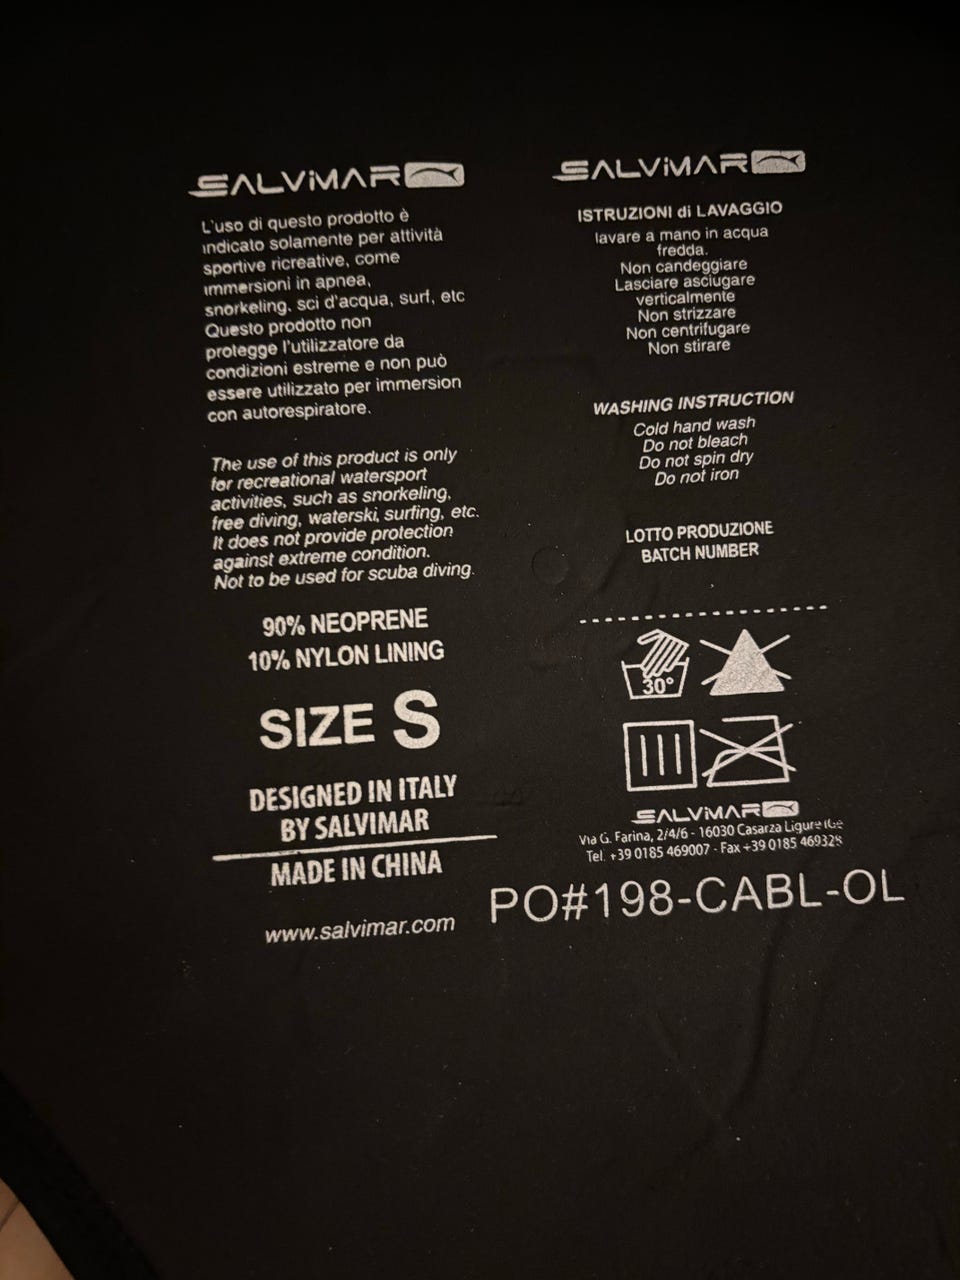 SALVIMAR
L'uso di questo prodotto è
indicato solamente per attività
sportive ricreative, come
immersioni in apnea,
snorkeling, sci d'acqua, surf, etc
Questo prodotto non
protegge l'utilizzatore da
condizioni estreme e non può
essere utilizzato per immersion
con autorespiratore.
The use of this product is only
for recreational watersport
activities, such as snorkeling,
free diving, waterski, surfing, etc.
It does not provide protection
against extreme condition.
Not to be used for scuba diving.
90% NEOPRENE
10% NYLON LINING
SIZE S
DESIGNED IN ITALY
BY SALVIMAR
MADE IN CHINA
www.salvimar.com
SALVIMAR
ISTRUZIONI di LAVAGGIO
lavare a mano in acqua
fredda.
Non candeggiare
Lasciare asciugare
verticalmente
Non strizzare
Non centrifugare
Non stirare
WASHING INSTRUCTION
Cold hand wash
Do not bleach
Do not spin dry
Do not iron
LOTTO PRODUZIONE
BATCH NUMBER
30°
SALVIMAR
Via G. Farina, 2/4/6 - 16030 Casarza Ligure (Ge
Tel. +39 0185 469007 - Fax +39 0185 469328
PO#198-CABL-OL